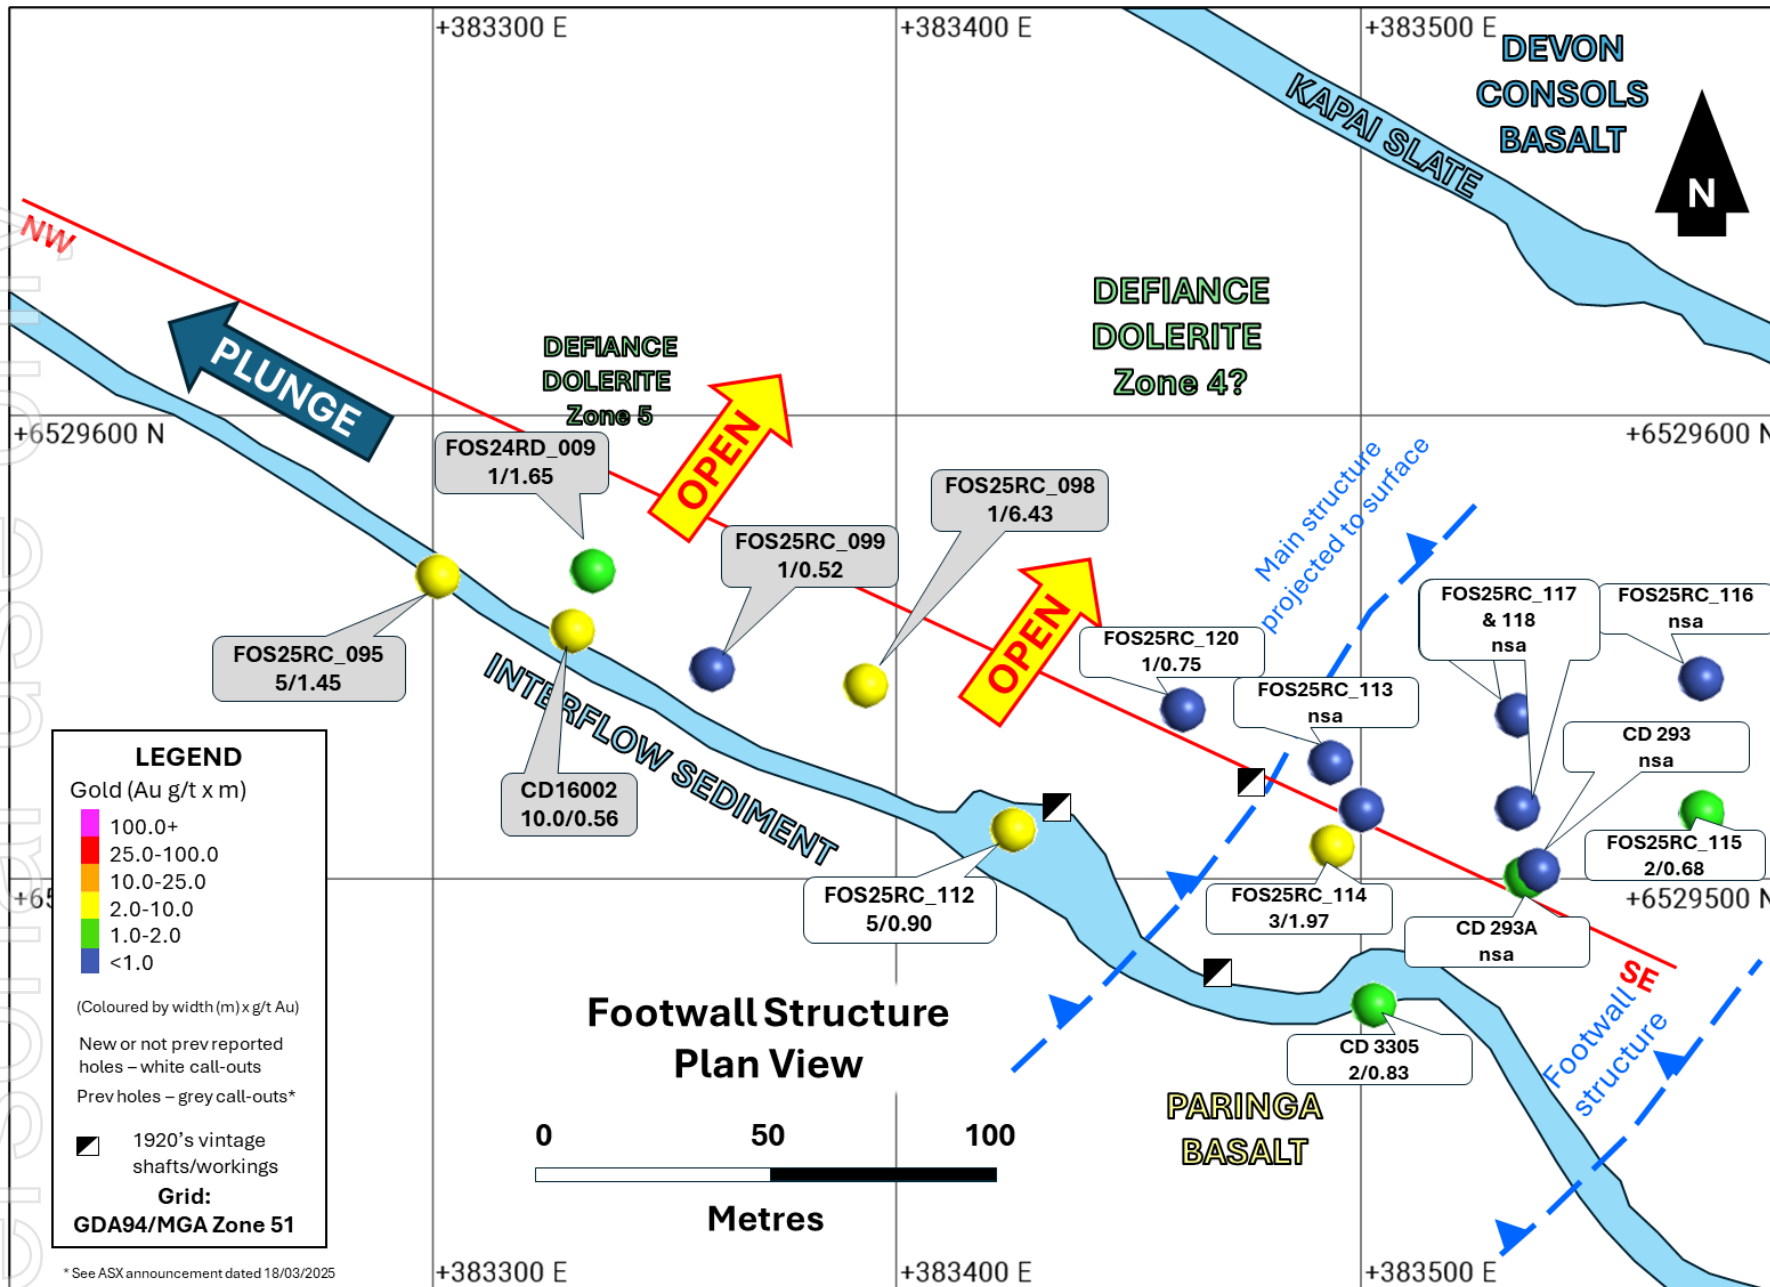 +383300 E
+383400 E
+383500 E
DEVON
CONSOLS
BASALT
KAPAI SLATE
N
NW
PLUNGE
DEFIANCE
DOLERITE
Zone 5
DEFIANCE
DOLERITE
Zone 4?
+6529600 N
+6529600 N
OPEN
OPEN
FOS24RD_009
1/1.65
FOS25RC_098
1/6.43
FOS25RC_099
1/0.52
Main structure
projected to surface
FOS25RC_117
& 118
nsa
FOS25RC_116
nsa
FOS25RC_120
1/0.75
FOS25RC_095
5/1.45
FOS25RC_113
nsa
CD 293
nsa
INTERFLOW SEDIMENT
CD16002
10.0/0.56
FOS25RC_115
2/0.68
FOS25RC_112
5/0.90
FOS25RC_114
3/1.97
+6529500 N
CD 293A
nsa
SE
Footwall
structure
CD 3305
2/0.83
PARINGA
BASALT
Footwall Structure
Plan View
0 50 100
Metres
LEGEND
Gold (Au g/t x m)
100.0+
25.0-100.0
10.0-25.0
2.0-10.0
1.0-2.0
<1.0
(Coloured by width (m) x g/t Au)
New or not prev reported
holes – white call-outs
Prev holes – grey call-outs*
1920's vintage
shafts/workings
Grid:
GDA94/MGA Zone 51
* See ASX announcement dated 18/03/2025
+383300 E
+383400 E
+383500 E